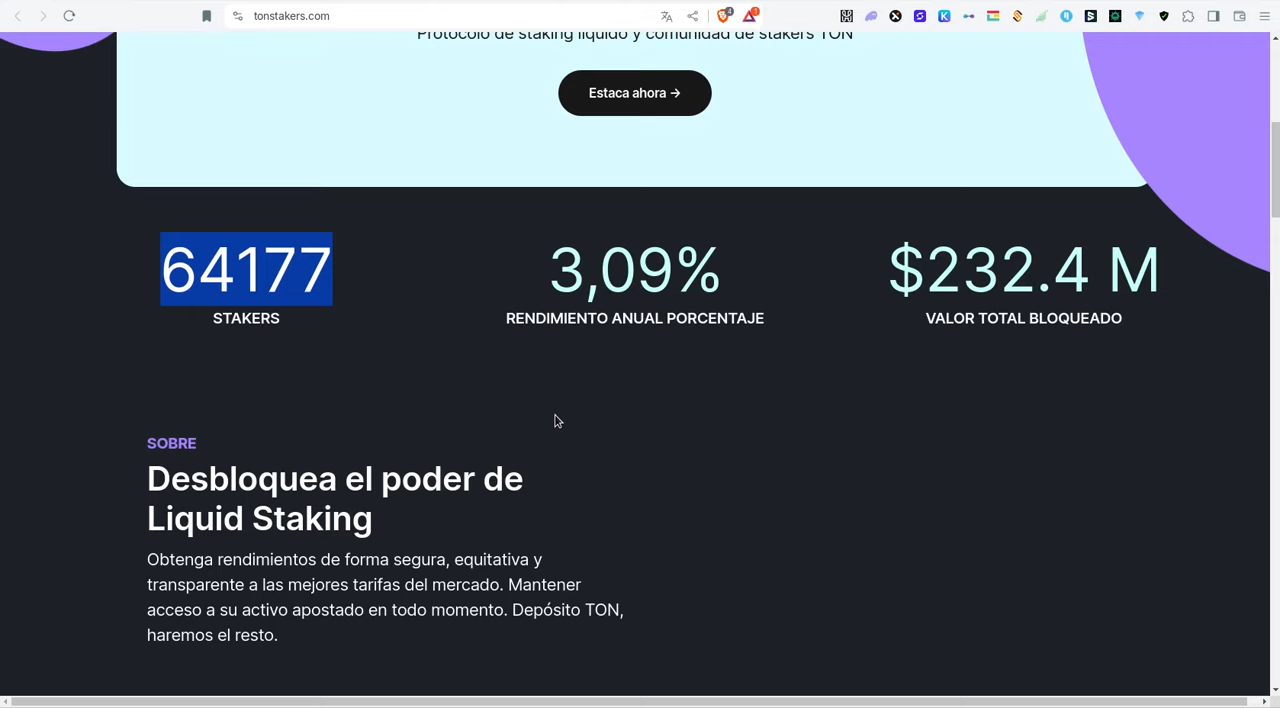 tonstakers.com
Protocolo de staking líquido y comunidad de stakers TON
Estaca ahora →
64177
STAKERS
3,09%
RENDIMIENTO ANUAL PORCENTAJE
$232.4 M
VALOR TOTAL BLOQUEADO
SOBRE
Desbloquea el poder de
Liquid Staking
Obtenga rendimientos de forma segura, equitativa y
transparente a las mejores tarifas del mercado. Mantener
acceso a su activo apostado en todo momento. Depósito TON,
haremos el resto.